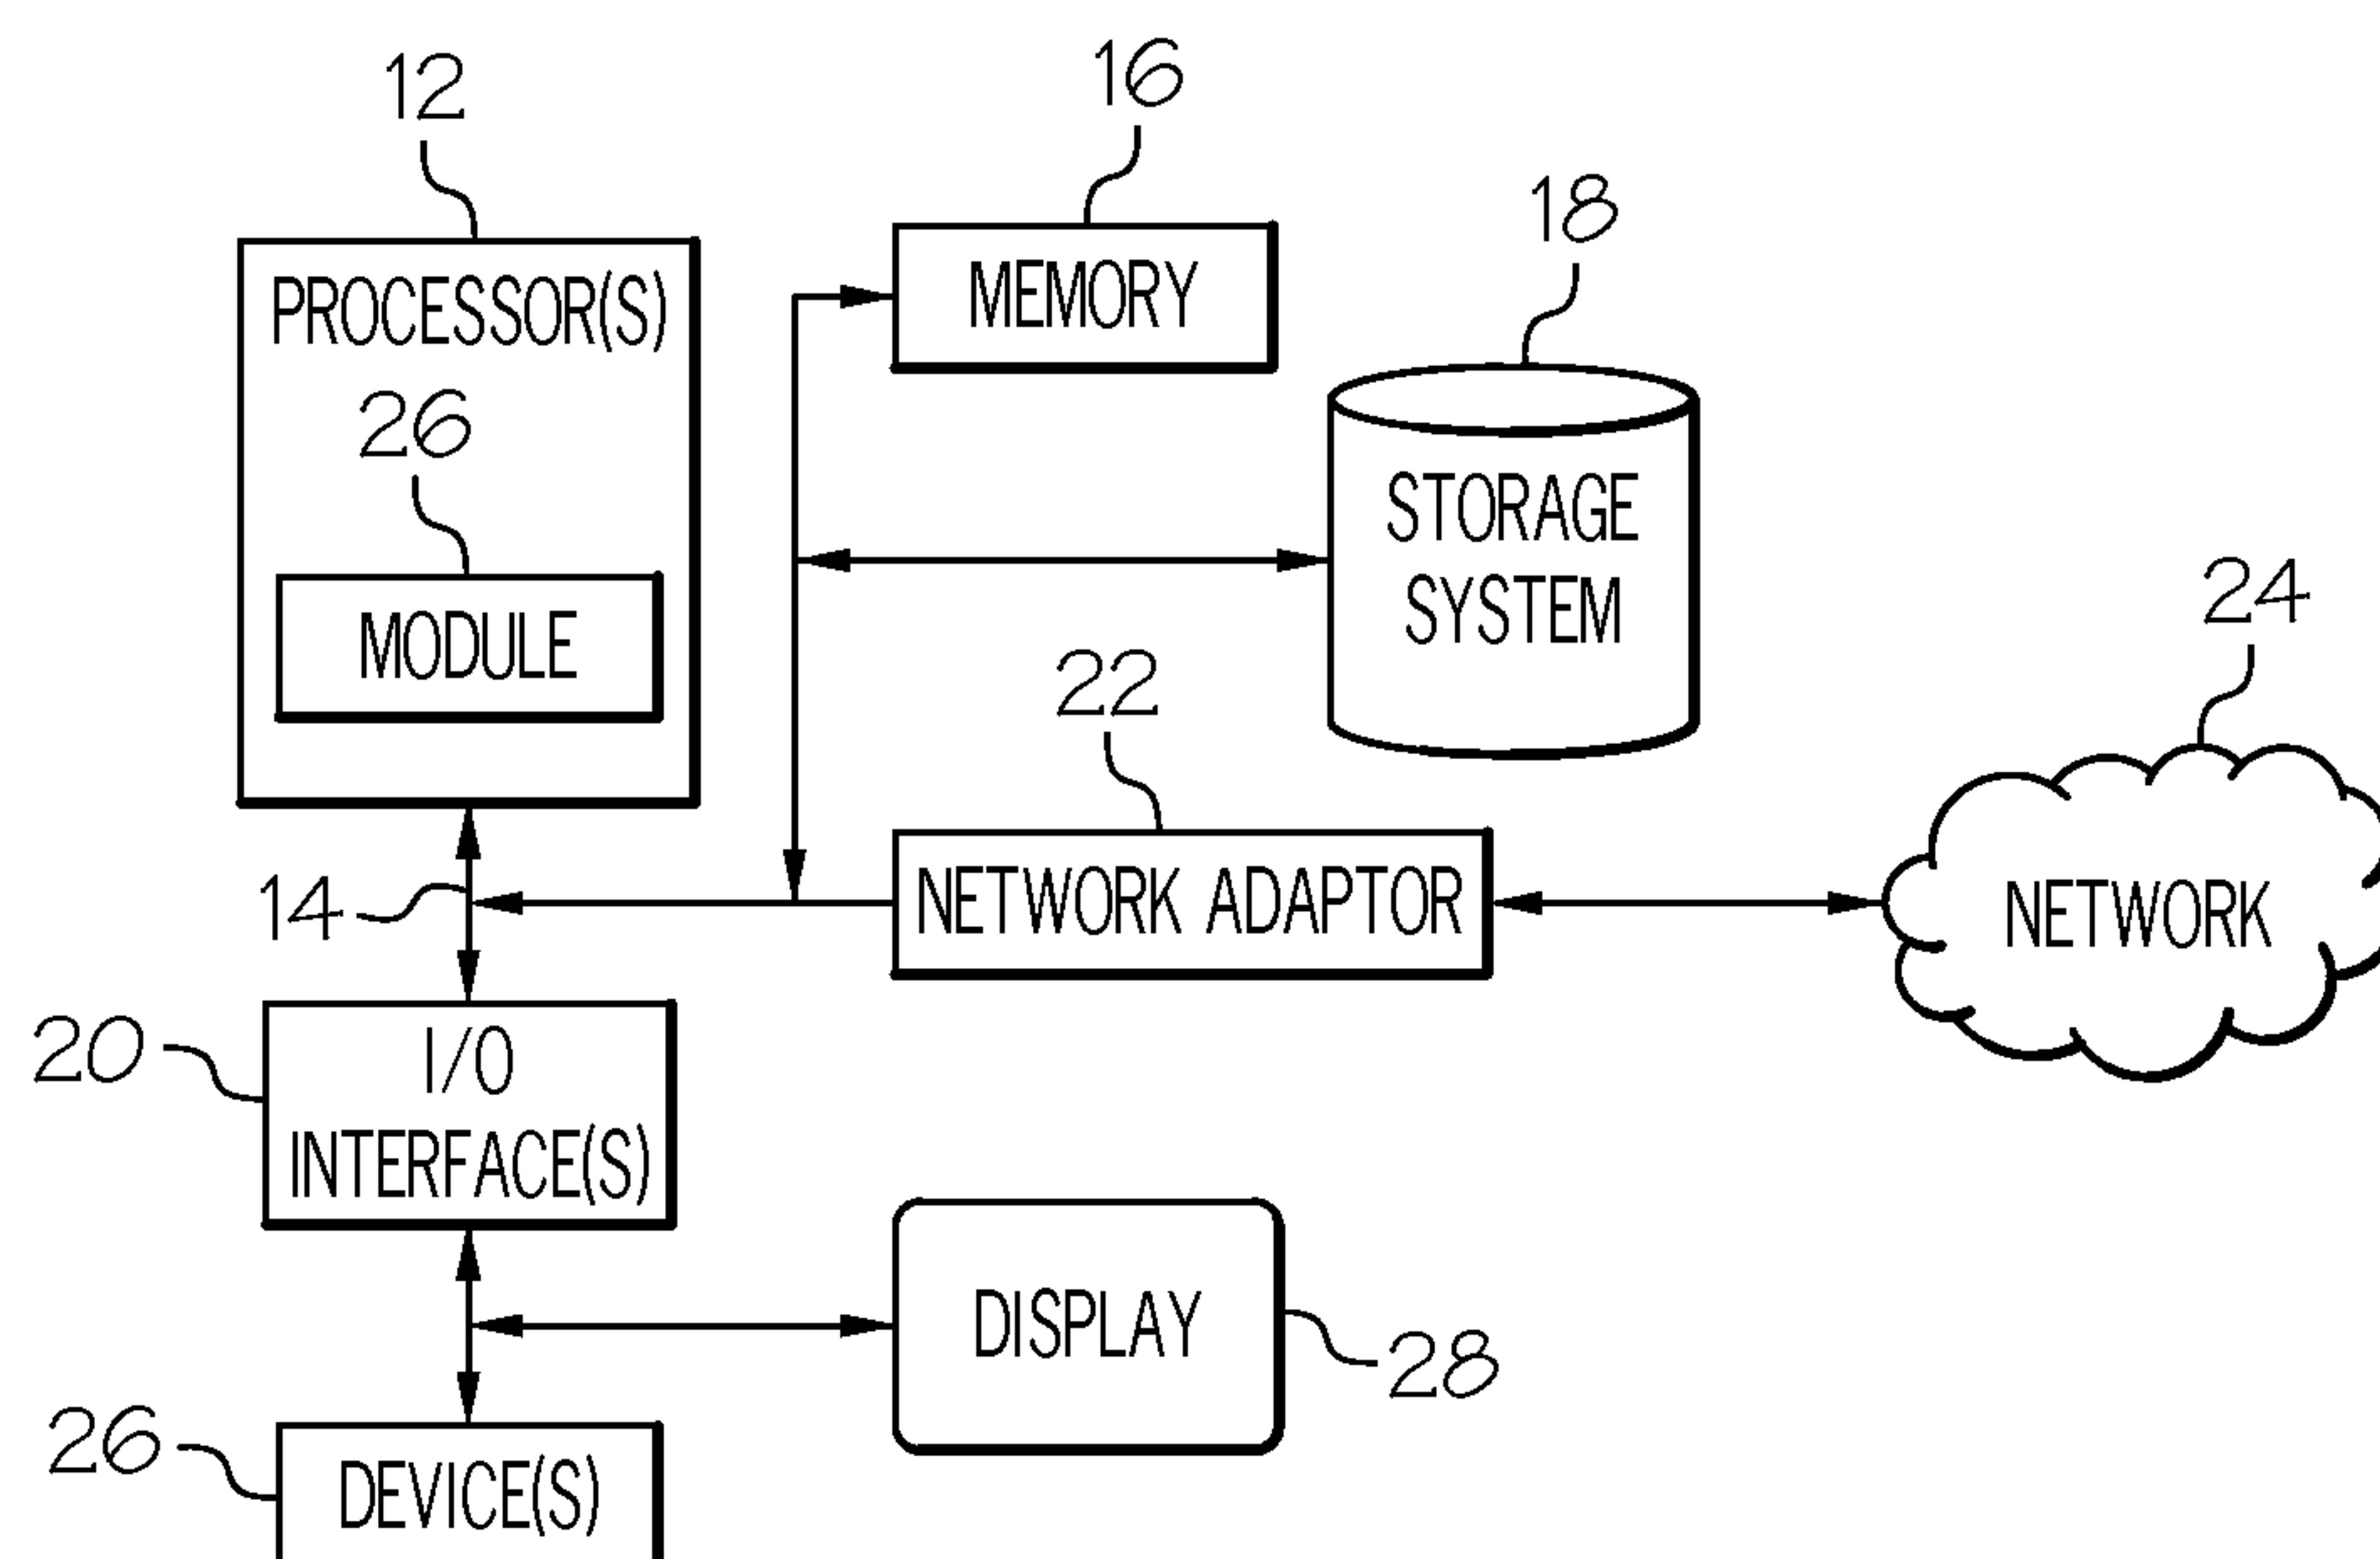 12
16
18
PROCESSOR(S)
MEMORY
26
STORAGE
SYSTEM
MODULE
22
24
14
NETWORK ADAPTOR
NETWORK
20
I/O
INTERFACE(S)
DISPLAY
28
26
DEVICE(S)